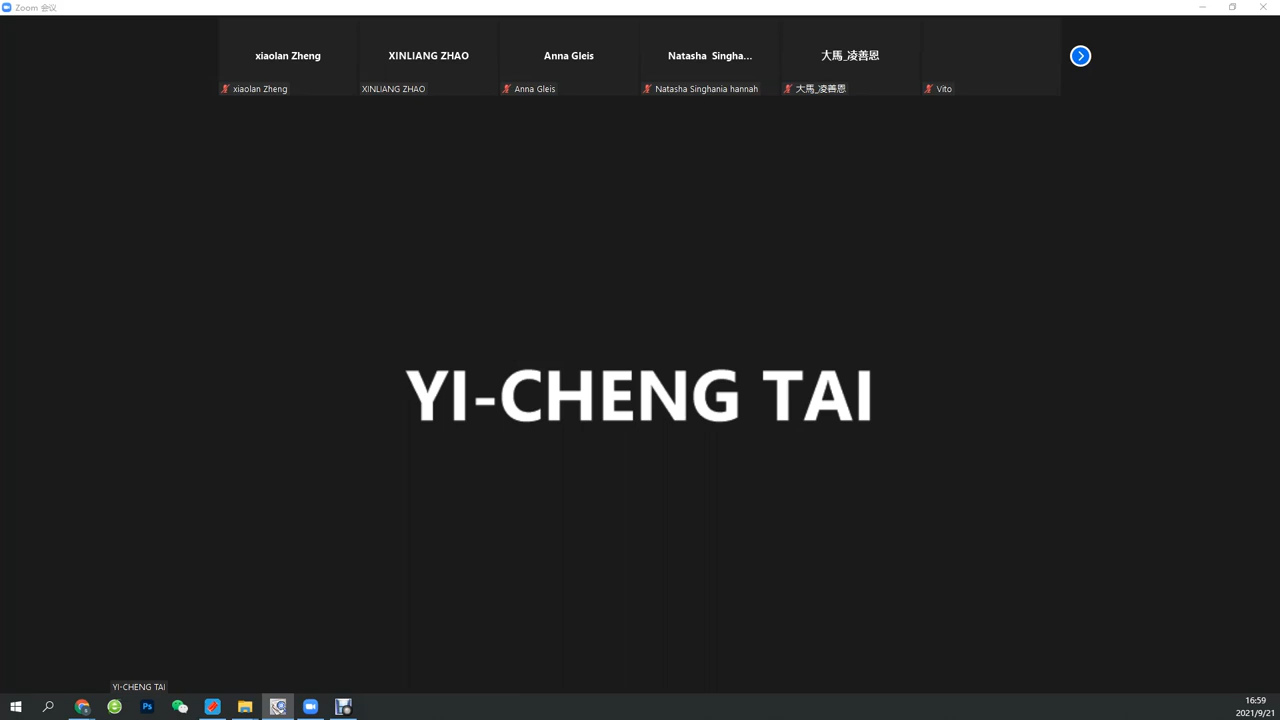 Zoom 会议
xiaolan Zheng
XINLIANG ZHAO
Anna Gleis
Natasha Singha...
大馬_凌善恩
xiaolan Zheng
XINLIANG ZHAO
Anna Gleis
Natasha Singhania hannah
大馬_凌善恩
Vito
YI-CHENG TAI
YI-CHENG TAI
Ps
16:59
2021/9/21